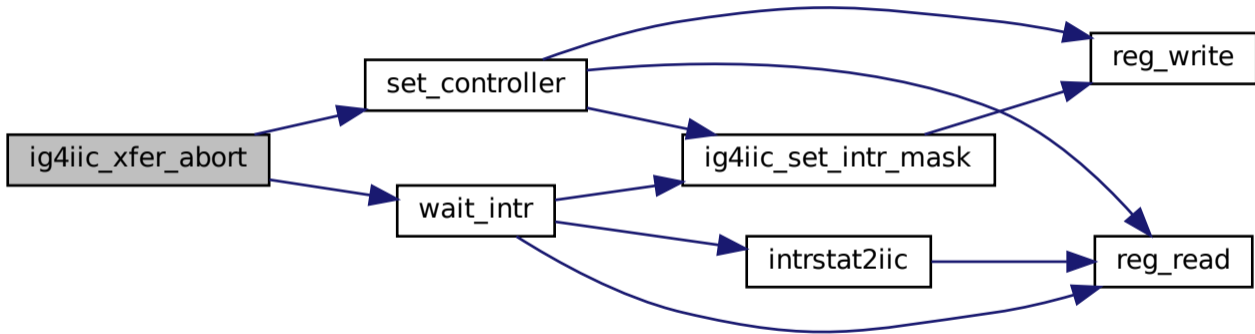 ig4iic_xfer_abort
set_controller
wait_intr
ig4iic_set_intr_mask
intrstat2iic
reg_write
reg_read